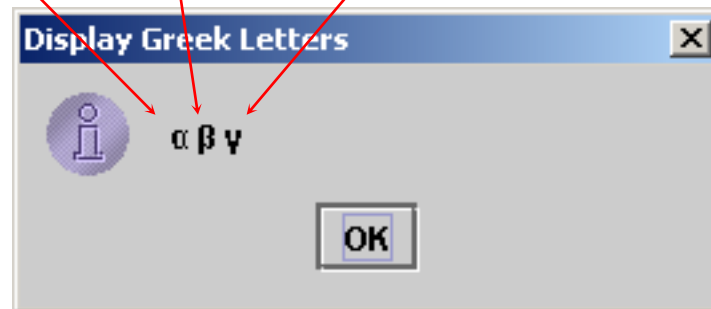 Display Greek Letters
α β γ
OK